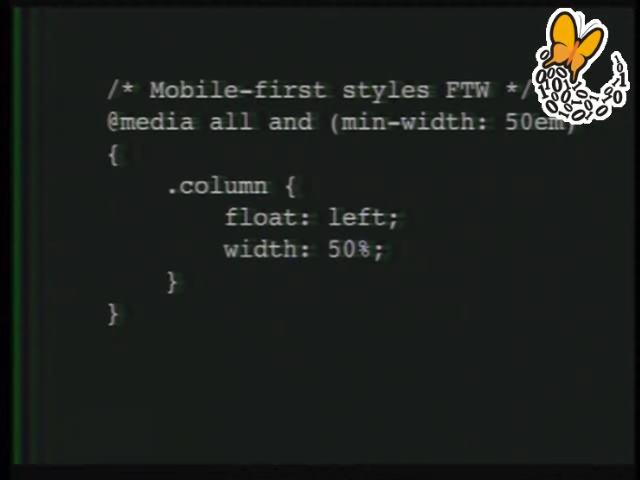 /* Mobile-first styles FTW */
@media all and (min-width: 50em)
{
.column {
float: left;
width: 50%;
}
}